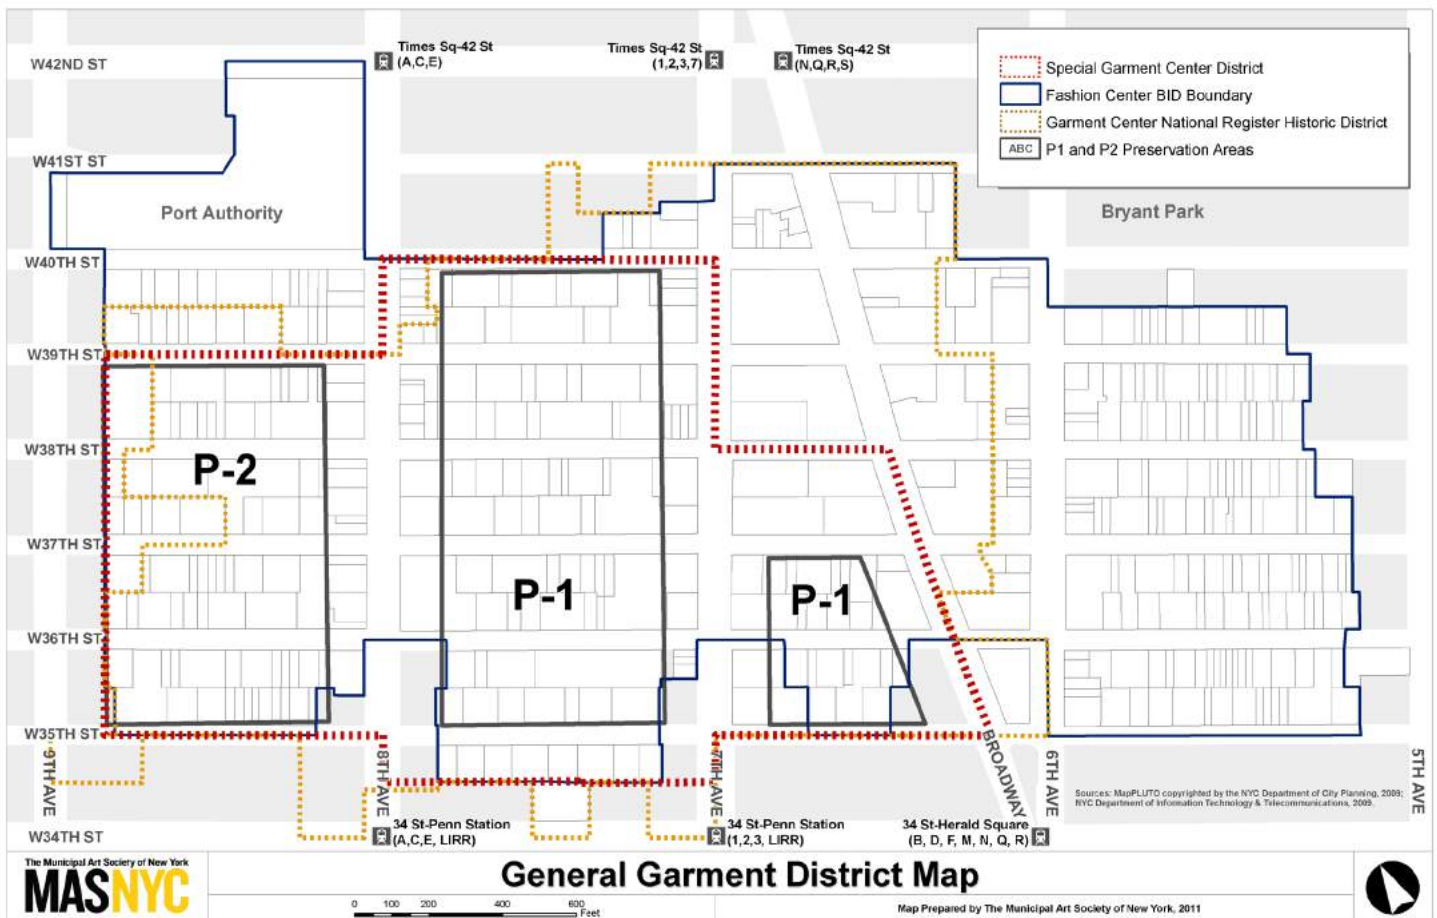 W42ND ST
Times Sq-42 St
(A,C,E)
Times Sq-42 St
(1,2,3,7)
Times Sq-42 St
(N,Q,R,S)
Special Garment Center District
Fashion Center BID Boundary
Garment Center National Register Historic District
ABC
P1 and P2 Preservation Areas
W41ST ST
Port Authority
Bryant Park
W40TH ST
W39TH ST
W38TH ST
P-2
W37TH ST
P-1
P-1
W36TH ST
W35TH ST
9TH AVE
8TH AVE
7TH AVE
BROADWAY
6TH AVE
5TH AVE
Sources: MapPLUTO copyrighted by the NYC Department of City Planning, 2009;
NYC Department of Information Technology & Telecommunications, 2009.
W34TH ST
34 St-Penn Station
(A,C,E, LIRR)
34 St-Penn Station
(1,2,3, LIRR)
34 St-Herald Square
(B, D, F, M, N, Q, R)
The Municipal Art Society of New York
MASNYC
General Garment District Map
0 100 200 400 600
Feet
Map Prepared by The Municipal Art Society of New York, 2011